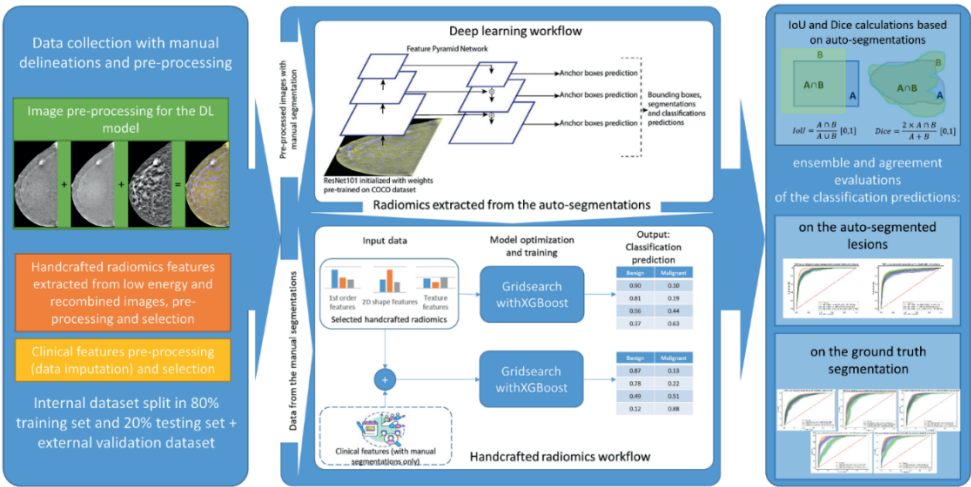 Data collection with manual
delineations and pre-processing
Image pre-processing for the DL
model
+ + =
Handcrafted radiomics features
extracted from low energy and
recombined images, pre-
processing and selection
Clinical features pre-processing
(data imputation) and selection
Internal dataset split in 80%
training set and 20% testing set +
external validation dataset
Pre-processed images with
manual segmentation
Deep learning workflow
Feature Pyramid Network
Anchor boxes prediction
Anchor boxes prediction
Anchor boxes prediction
Bounding boxes,
segmentations
and classifications
predictions
ResNet101 initialized with weights
pre-trained on COCO dataset
Radiomics extracted from the auto-segmentations
Data from the manual segmentations
Input data
Model optimization
and training
Output:
Classification
prediction
1st order
features
2D shape features
Texture
features
Selected handcrafted radiomics
Gridsearch
withXGBoost
Benign Malignant
0.90 0.10
0.81 0.19
0.56 0.44
0.37 0.63
+
Gridsearch
withXGBoost
Benign Malignant
0.87 0.13
0.78 0.22
0.49 0.51
0.12 0.88
Clinical features (with manual
segmentations only)
Handcrafted radiomics workflow
IoU and Dice calculations based
on auto-segmentations
B
A∩B
A
B
A∩B
A
IoU = A ∩ B / A ∪ B [0,1]
Dice = 2 × A ∩ B / A + B [0,1]
ensemble and agreement
evaluations
of the classification predictions:
on the auto-segmented
lesions
on the ground truth
segmentation